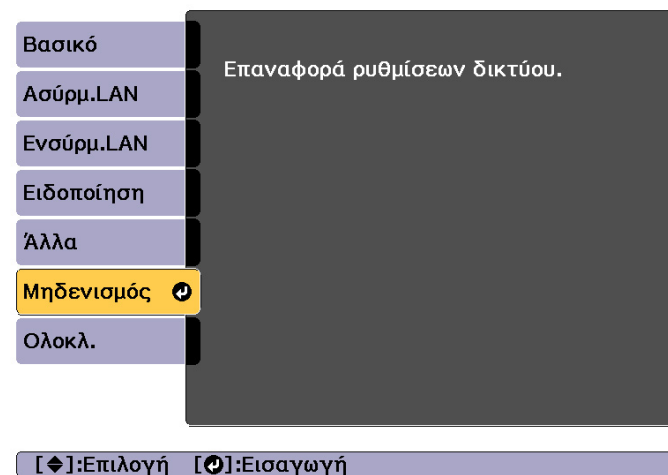 Βασικό
Ασύρμ.LAN
Ενσύρμ.LAN
Ειδοποίηση
Άλλα
Μηδενισμός
Ολοκλ.
Επαναφορά ρυθμίσεων δικτύου.
[◆]:Επιλογή [⏎]:Εισαγωγή